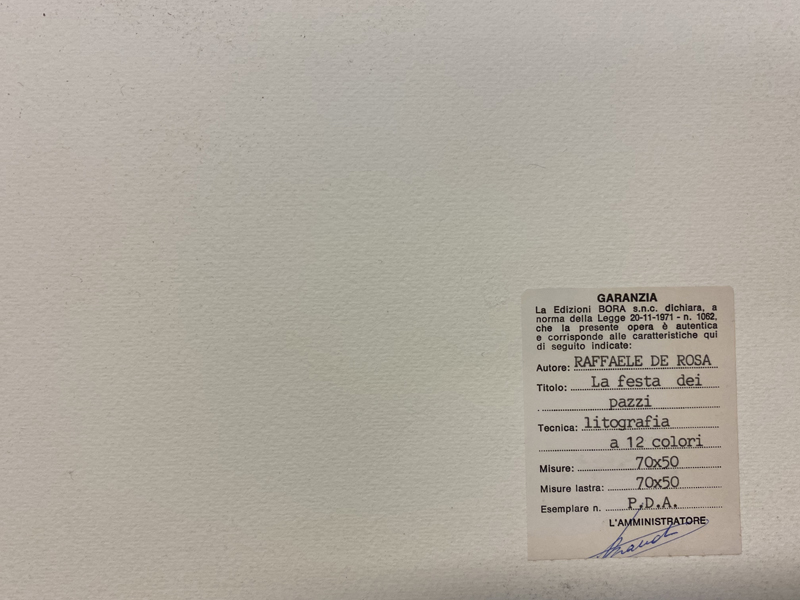 GARANZIA
La Edizioni BORA s.n.c. dichiara, a
norma della Legge 20-11-1971 - n. 1062,
che la presente opera è autentica
e corrisponde alle caratteristiche qui
di seguito indicate:
Autore: RAFFAELE DE ROSA
Titolo: La festa dei
pazzi
Tecnica: litografia
a 12 colori
Misure: 70x50
Misure lastra: 70x50
Esemplare n. P.D.A.
L'AMMINISTRATORE